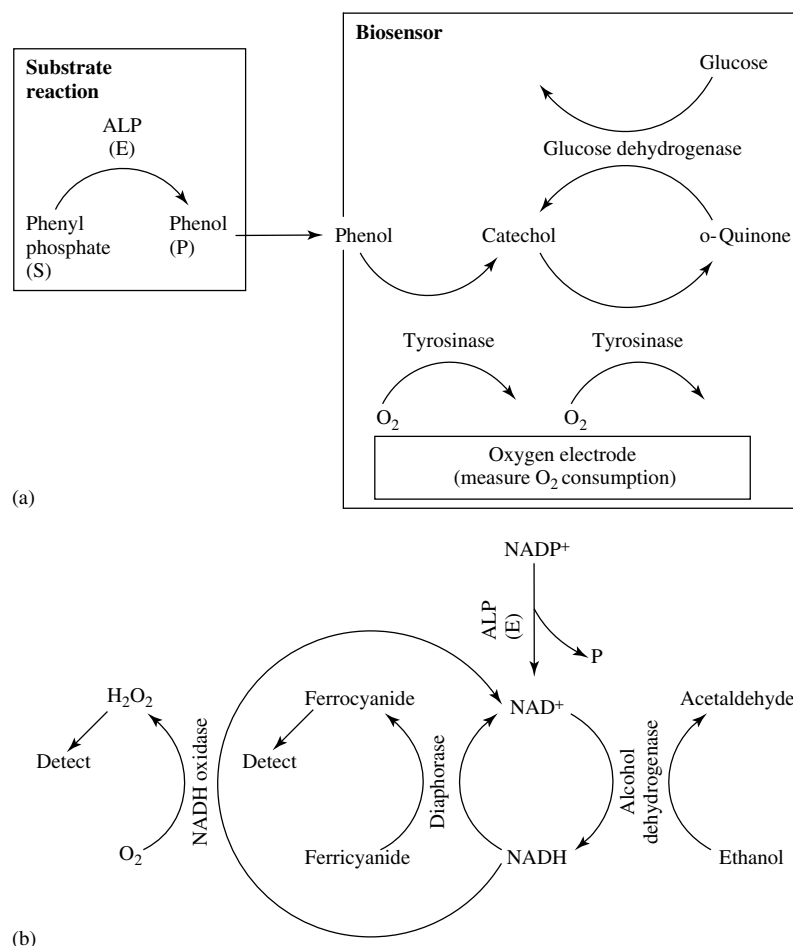 Substrate
reaction
ALP
(E)
Phenyl
phosphate
(S)
Phenol
(P)
Biosensor
Glucose
Glucose dehydrogenase
Phenol
Catechol
o-Quinone
Tyrosinase
Tyrosinase
O2
O2
Oxygen electrode
(measure O2 consumption)
(a)
NADP+
ALP
(E)
P
H2O2
Ferrocyanide
NAD+
Acetaldehyde
Detect
Detect
NADH oxidase
Diaphorase
Alcohol
dehydrogenase
O2
Ferricyanide
NADH
Ethanol
(b)